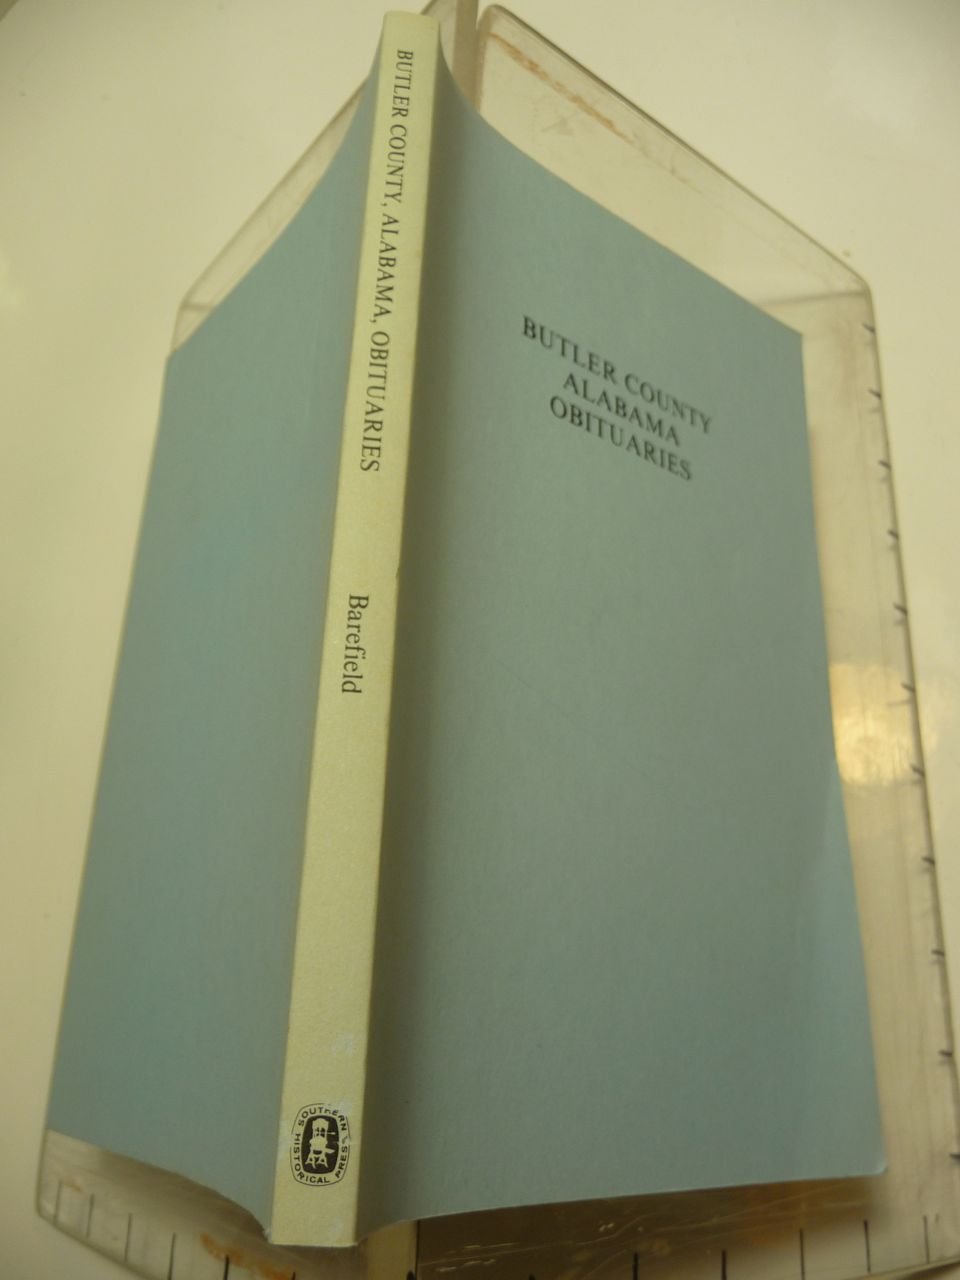 BUTLER COUNTY, ALABAMA, OBITUARIES
Barefield
SOUTHERN
HISTORICAL PRESS
BUTLER COUNTY
ALABAMA
OBITUARIES